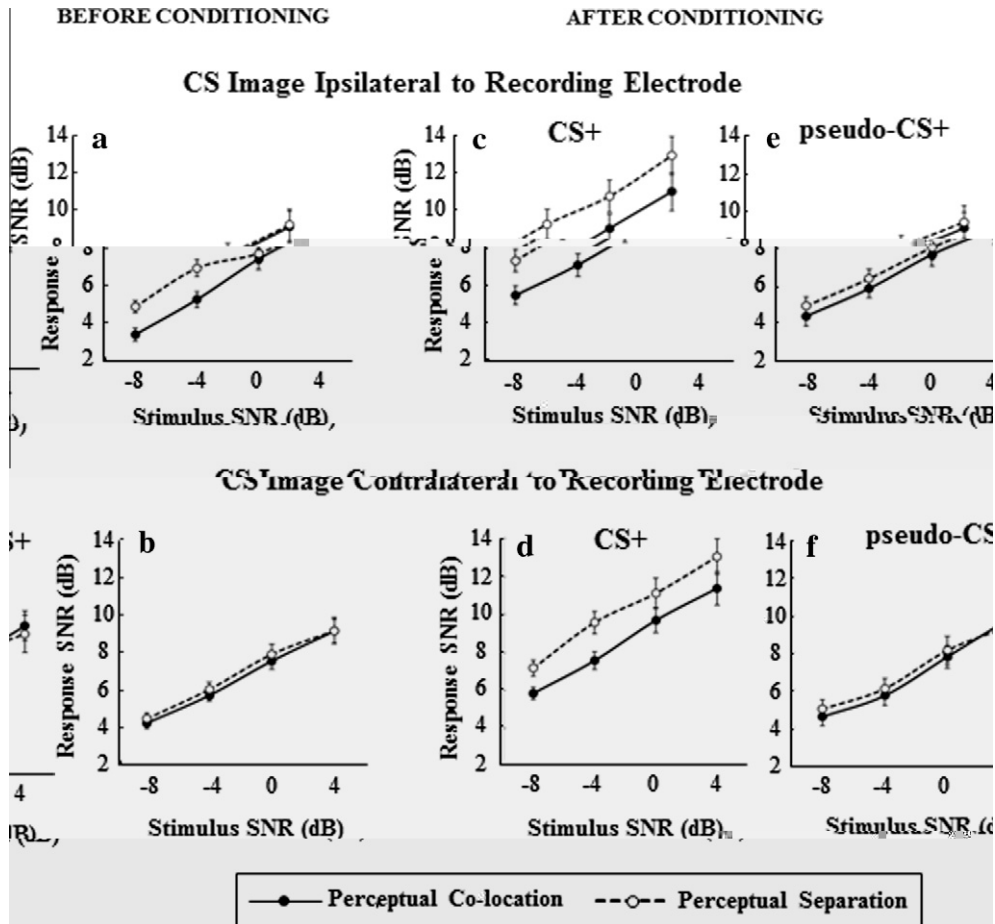 BEFORE CONDITIONING AFTER CONDITIONING
CS Image Ipsilateral to Recording Electrode
a c CS+ e pseudo-CS+
14 14 14
12 12 12
10 10 10
8 8 8
6 6 6
4 4 4
2 2 2
SNR (dB) SNR (dB)
Response Response
-8 -4 0 4 -8 -4 0 4 -8 -4 0
Stimulus SNR (dB) Stimulus SNR (dB) Stimulus SNR
CS Image Contralateral to Recording Electrode
b d CS+ f pseudo-CS
14 14 14
12 12 12
10 10 10
8 8 8
6 6 6
4 4 4
2 2 2
Response SNR (dB) Response SNR (dB)
4 -8 -4 0 4 -8 -4 0 4 -8 -4 0
Stimulus SNR (dB) Stimulus SNR (dB) Stimulus SNR (d
Perceptual Co-location Perceptual Separation